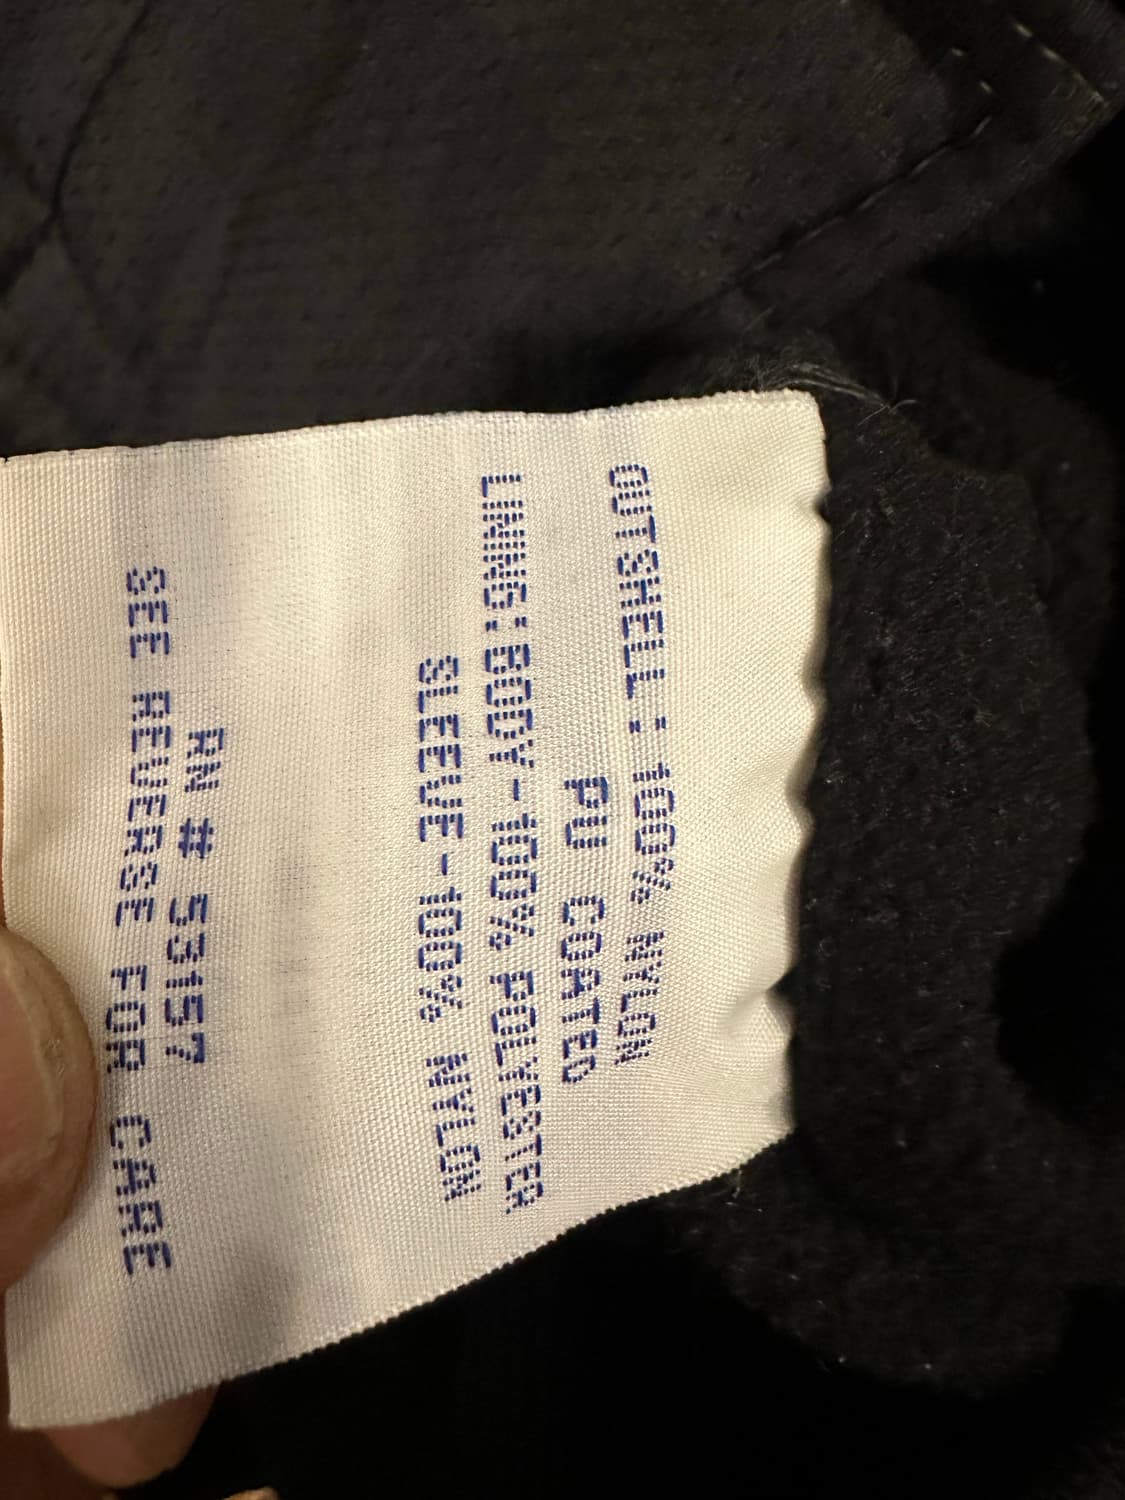 OUTSHELL: 100% NYLON
PU COATED
LINING:BODY-100% POLYESTER
SLEEVE-100% NYLON
RN # 53157
SEE REVERSE FOR CARE